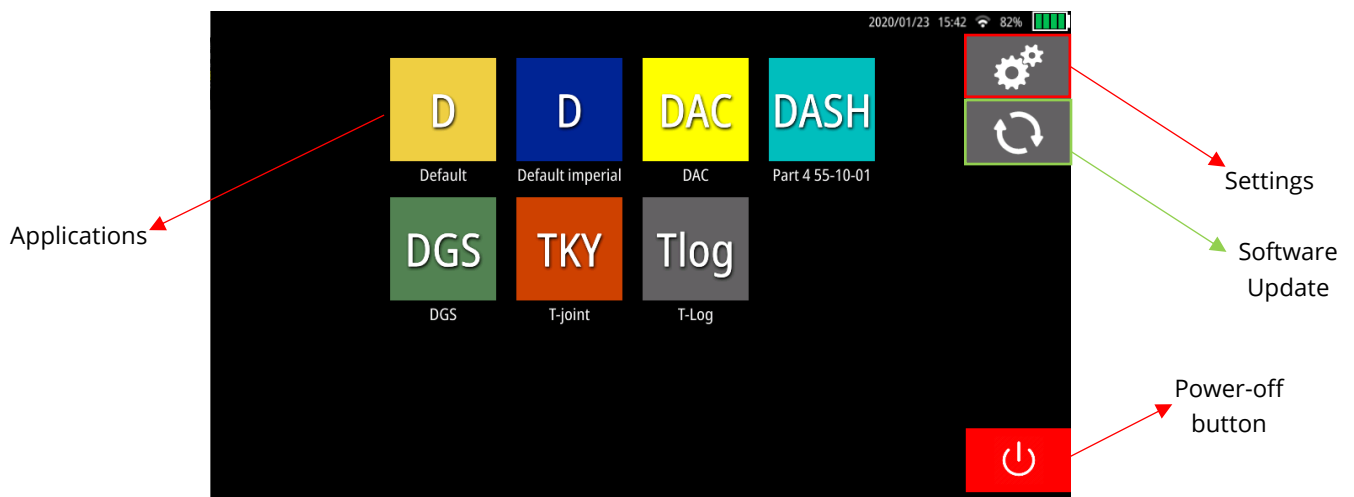 2020/01/23 15:42 82%
D D DAC DASH
Default Default imperial DAC Part 4 55-10-01
Settings
Applications
DGS TKY Tlog
Software
Update
DGS T-joint T-Log
Power-off
button